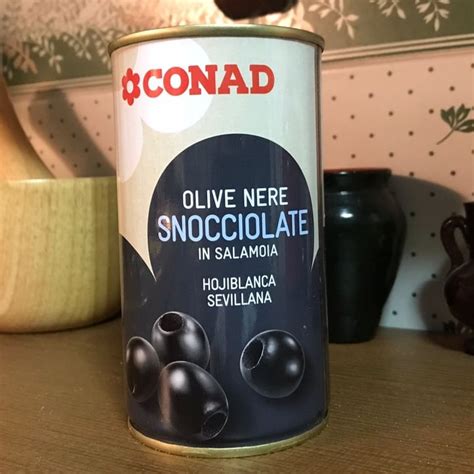 CONAD
OLIVE NERE
SNOCCIOLATE
IN SALAMOIA
HOJIBLANCA
SEVILLANA